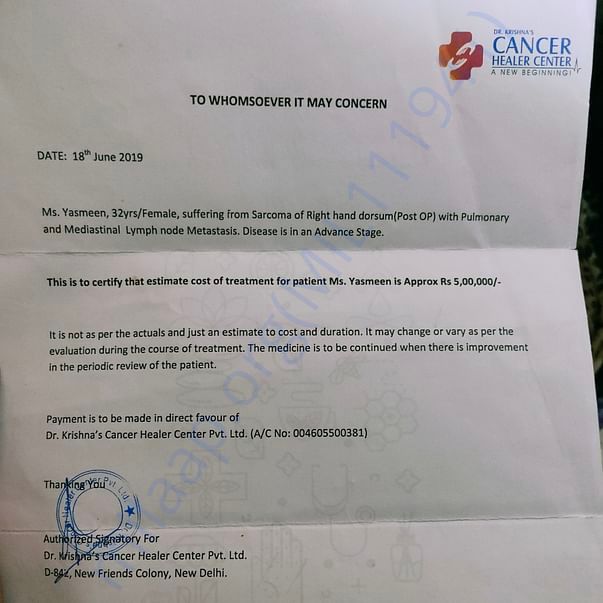 DR. KRISHNA'S
CANCER
HEALER CENTER
A NEW BEGINNING!
TO WHOMSOEVER IT MAY CONCERN
DATE: 18th June 2019
Ms. Yasmeen, 32yrs/Female, suffering from Sarcoma of Right hand dorsum(Post OP) with Pulmonary
and Mediastinal Lymph node Metastasis. Disease is in an Advance Stage.
This is to certify that estimate cost of treatment for patient Ms. Yasmeen is Approx Rs 5,00,000/-
It is not as per the actuals and just an estimate to cost and duration. It may change or vary as per the
evaluation during the course of treatment. The medicine is to be continued when there is improvement
in the periodic review of the patient.
Payment is to be made in direct favour of
Dr. Krishna's Cancer Healer Center Pvt. Ltd. (A/C No: 004605500381)
Thanking You
Authorized Signatory For
Dr. Krishna's Cancer Healer Center Pvt. Ltd.
D-842, New Friends Colony, New Delhi.